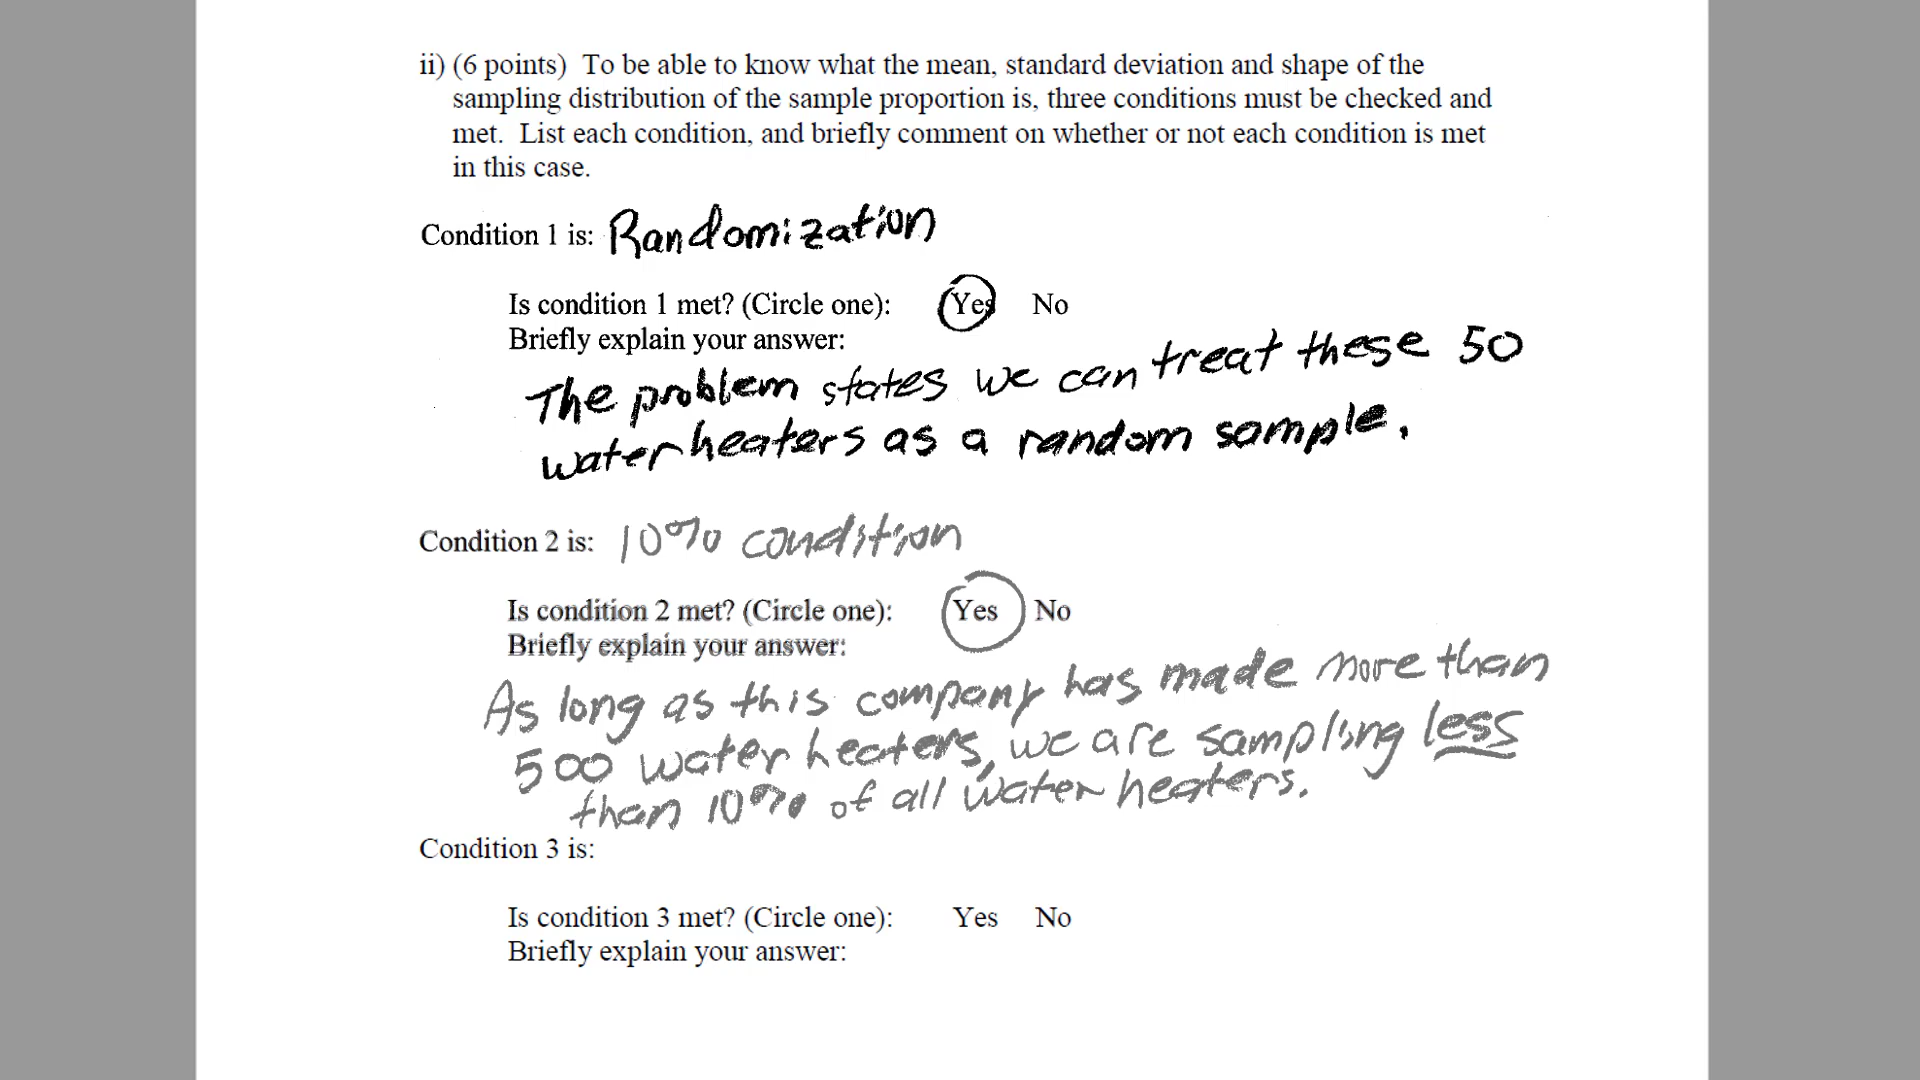 ii) (6 points) To be able to know what the mean, standard deviation and shape of the
sampling distribution of the sample proportion is, three conditions must be checked and
met. List each condition, and briefly comment on whether or not each condition is met
in this case.
Condition 1 is: Randomization
Is condition 1 met? (Circle one): Yes No
Briefly explain your answer:
The problem states we can treat these 50
water heaters as a random sample.
Condition 2 is: 10% condition
Is condition 2 met? (Circle one): Yes No
Briefly explain your answer:
As long as this company has made more than
500 water heaters, we are sampling less
than 10% of all water heaters.
Condition 3 is:
Is condition 3 met? (Circle one): Yes No
Briefly explain your answer: